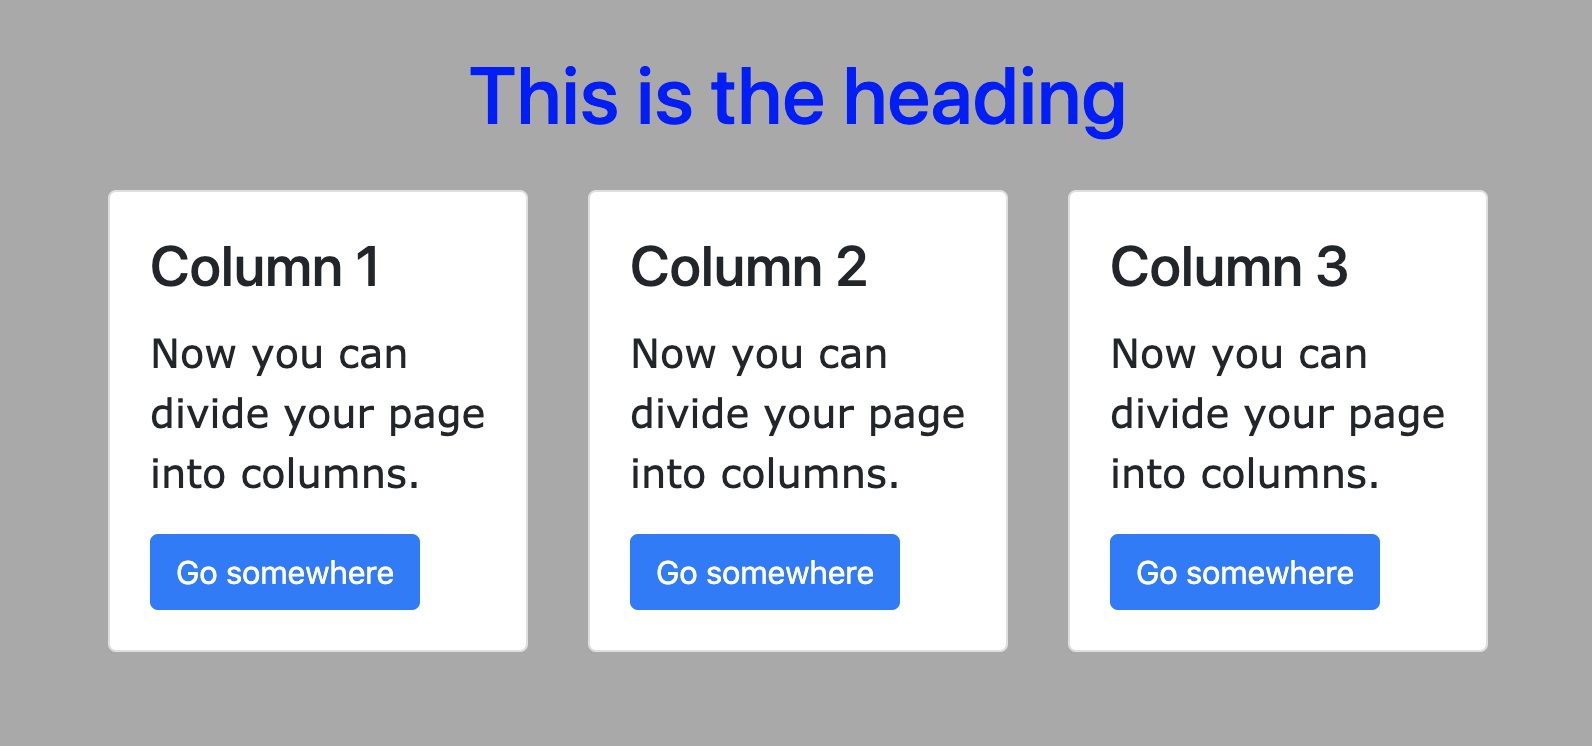 This is the heading
Column 1
Now you can
divide your page
into columns.
Go somewhere
Column 2
Now you can
divide your page
into columns.
Go somewhere
Column 3
Now you can
divide your page
into columns.
Go somewhere